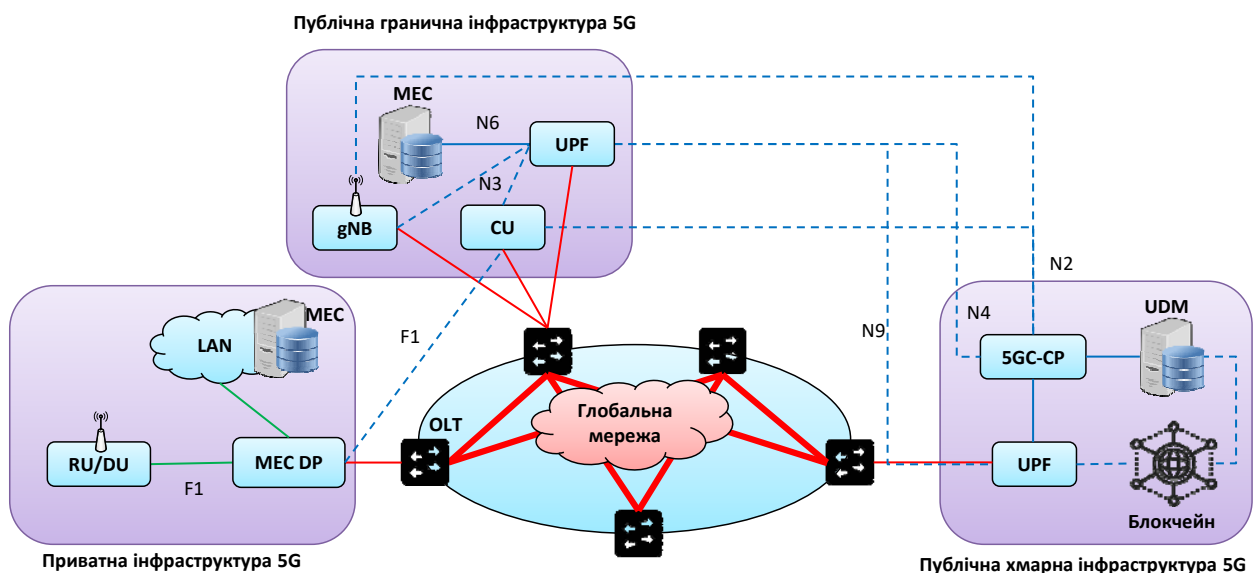 Публічна гранична інфраструктура 5G
MEC
N6
UPF
N3
gNB
CU
N2
MEC
LAN
F1
N9
N4
UDM
5GC-CP
Глобальна
мережа
OLT
RU/DU
F1
MEC DP
UPF
Блокчейн
Приватна інфраструктура 5G
Публічна хмарна інфраструктура 5G